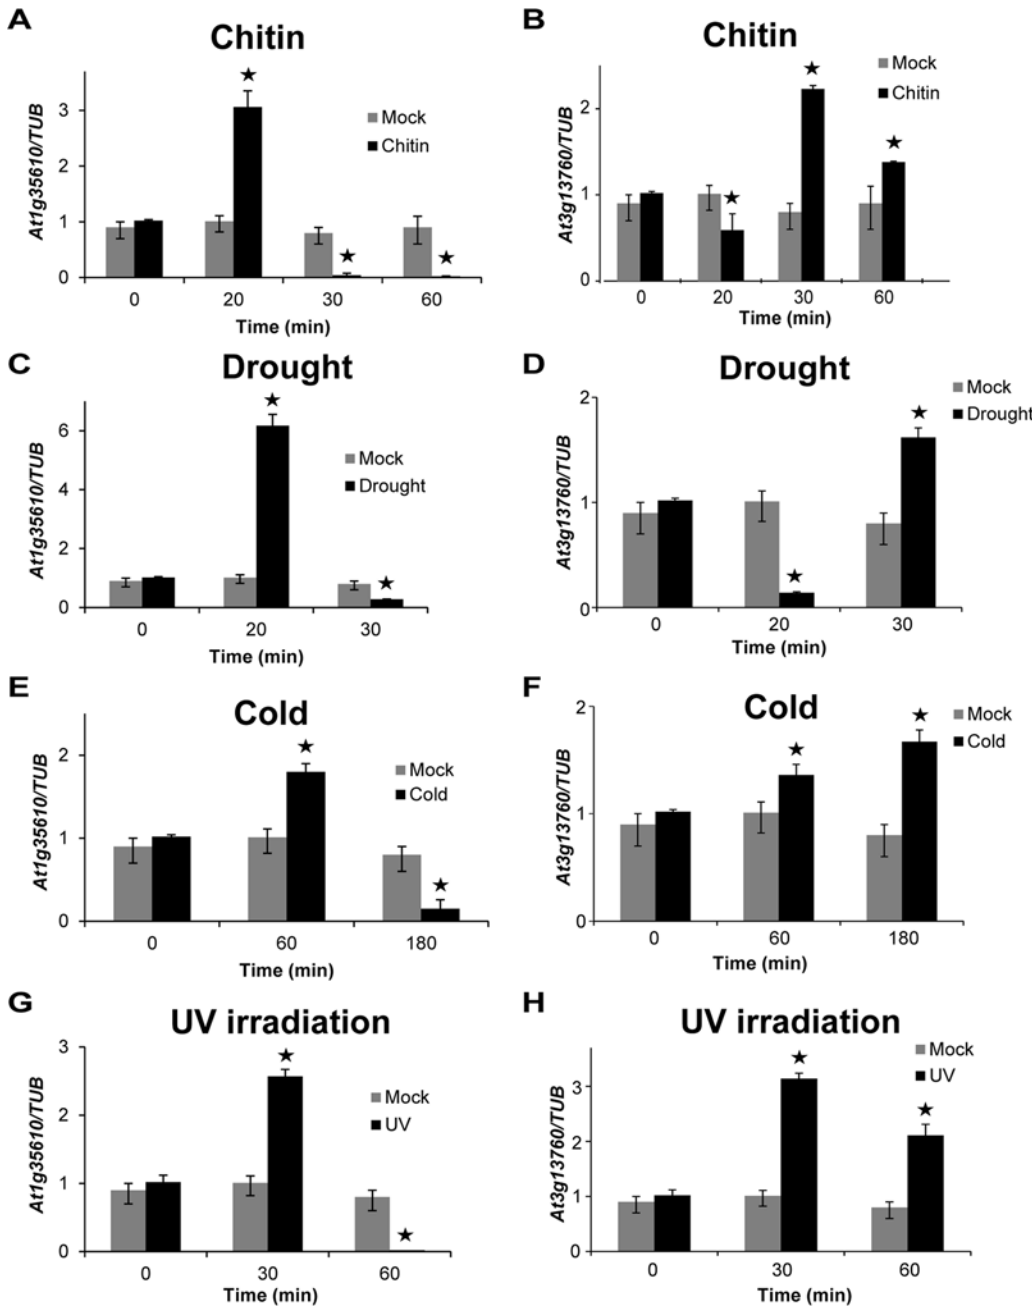 A
Chitin
At1g35610/TUB
3
2
1
0
Mock
Chitin
0 20 30 60
Time (min)
B
Chitin
At3g13760/TUB
2
1
0
Mock
Chitin
0 20 30 60
Time (min)
C
Drought
At1g35610/TUB
6
4
2
0
Mock
Drought
0 20 30
Time (min)
D
Drought
At3g13760/TUB
2
1
0
Mock
Drought
0 20 30
Time (min)
E
Cold
At1g35610/TUB
2
1
0
Mock
Cold
0 60 180
Time (min)
F
Cold
At3g13760/TUB
2
1
0
Mock
Cold
0 60 180
Time (min)
G
UV irradiation
At1g35610/TUB
3
2
1
0
Mock
UV
0 30 60
Time (min)
H
UV irradiation
At3g13760/TUB
3
2
1
0
Mock
UV
0 30 60
Time (min)